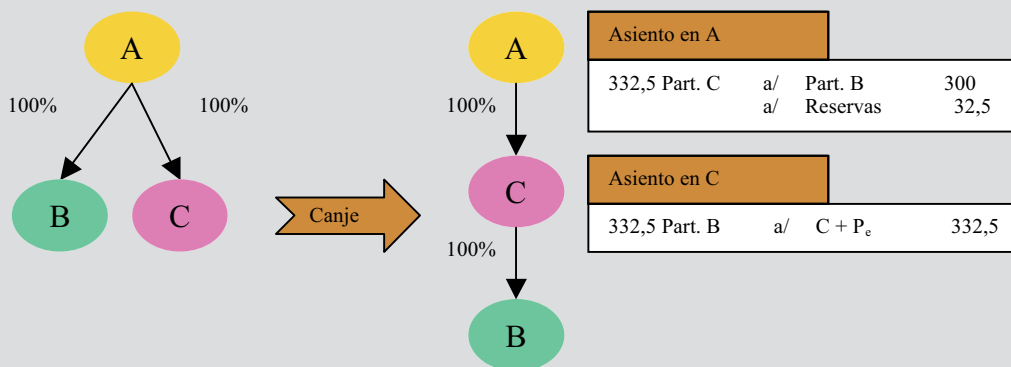 A
100%
100%
B
C
Canje
A
100%
C
100%
B
Asiento en A
332,5 Part. C a/ Part. B 300
a/ Reservas 32,5
Asiento en C
332,5 Part. B a/ C + Pₑ 332,5